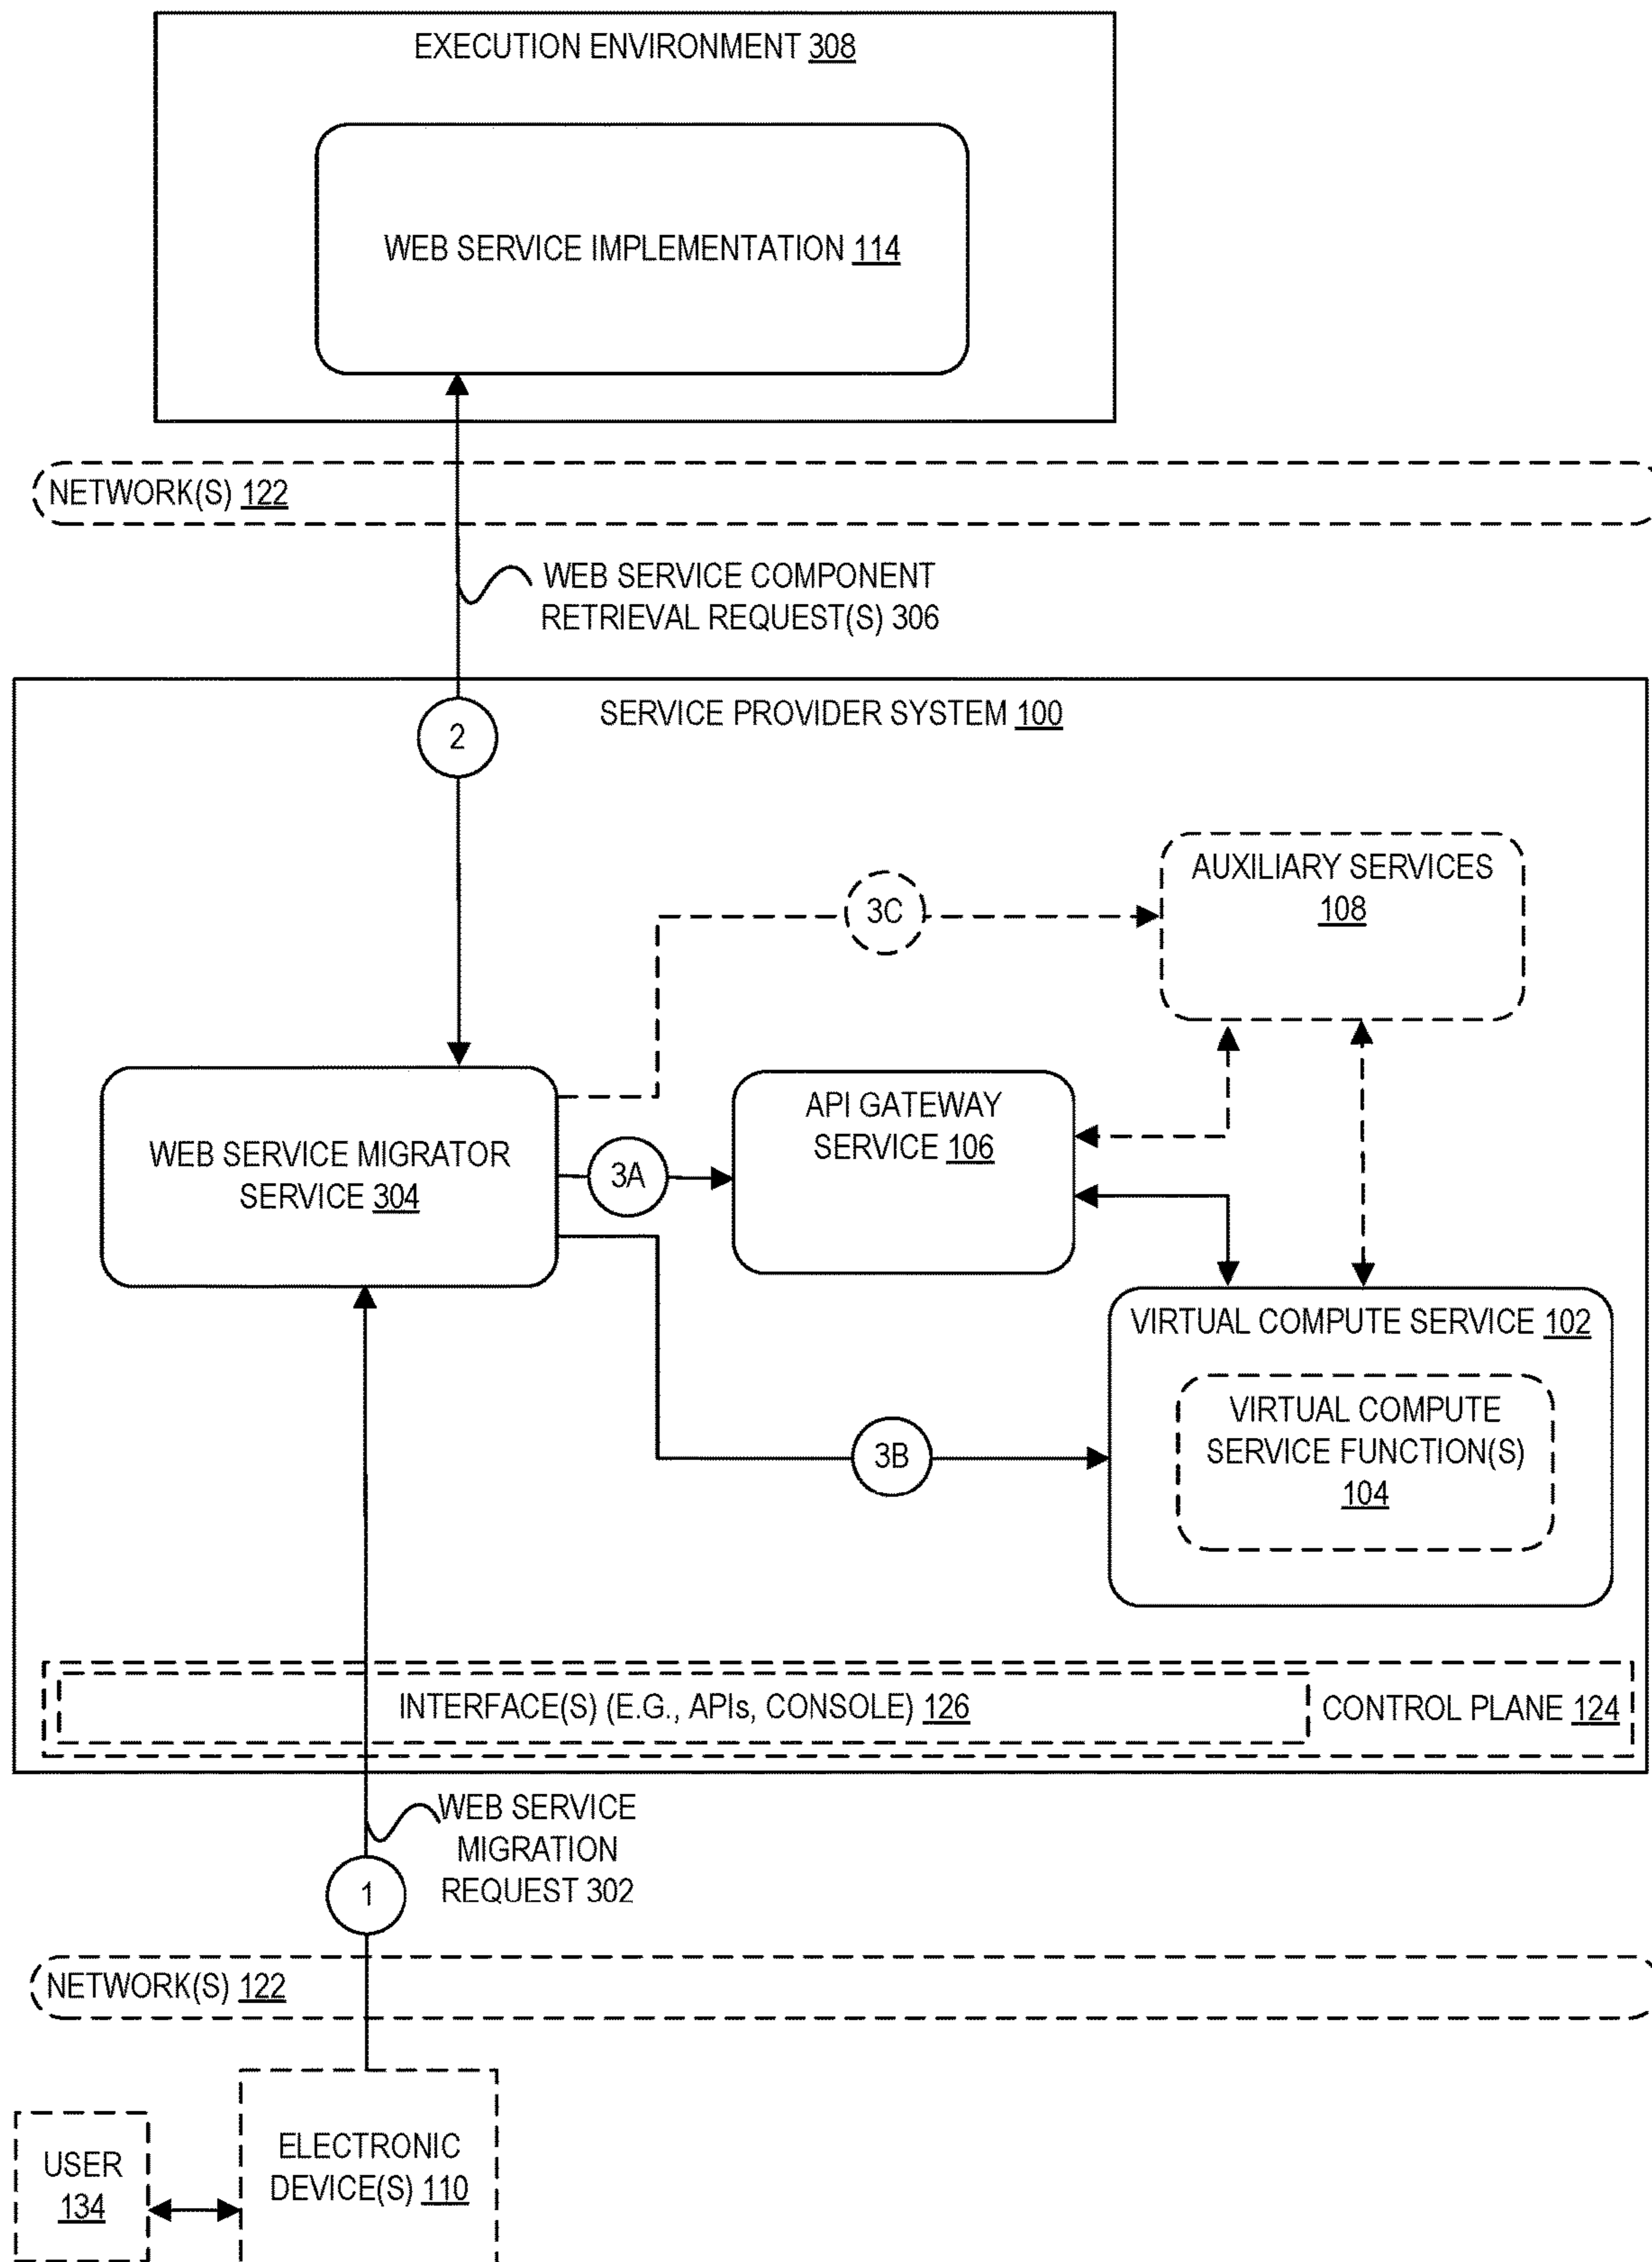 EXECUTION ENVIRONMENT 308
WEB SERVICE IMPLEMENTATION 114
NETWORK(S) 122
WEB SERVICE COMPONENT
RETRIEVAL REQUEST(S) 306
SERVICE PROVIDER SYSTEM 100
2
AUXILIARY SERVICES
108
3C
API GATEWAY
SERVICE 106
WEB SERVICE MIGRATOR
SERVICE 304
3A
VIRTUAL COMPUTE SERVICE 102
VIRTUAL COMPUTE
SERVICE FUNCTION(S)
104
3B
INTERFACE(S) (E.G., APIs, CONSOLE) 126
CONTROL PLANE 124
WEB SERVICE
MIGRATION
REQUEST 302
1
NETWORK(S) 122
ELECTRONIC
DEVICE(S) 110
USER
134